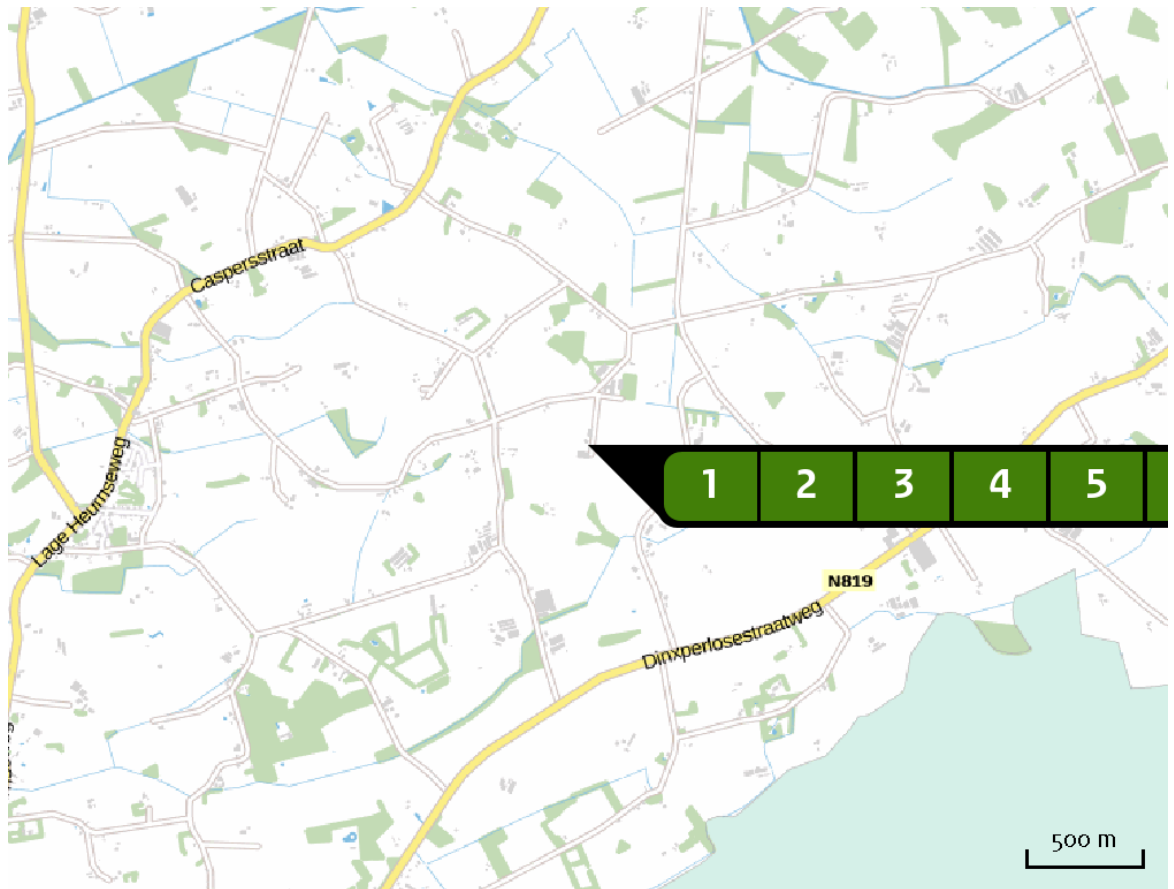 Caspersstraat
Lage Heurnseweg
1 2 3 4 5
N819
Dinxperlosestraatweg
500 m